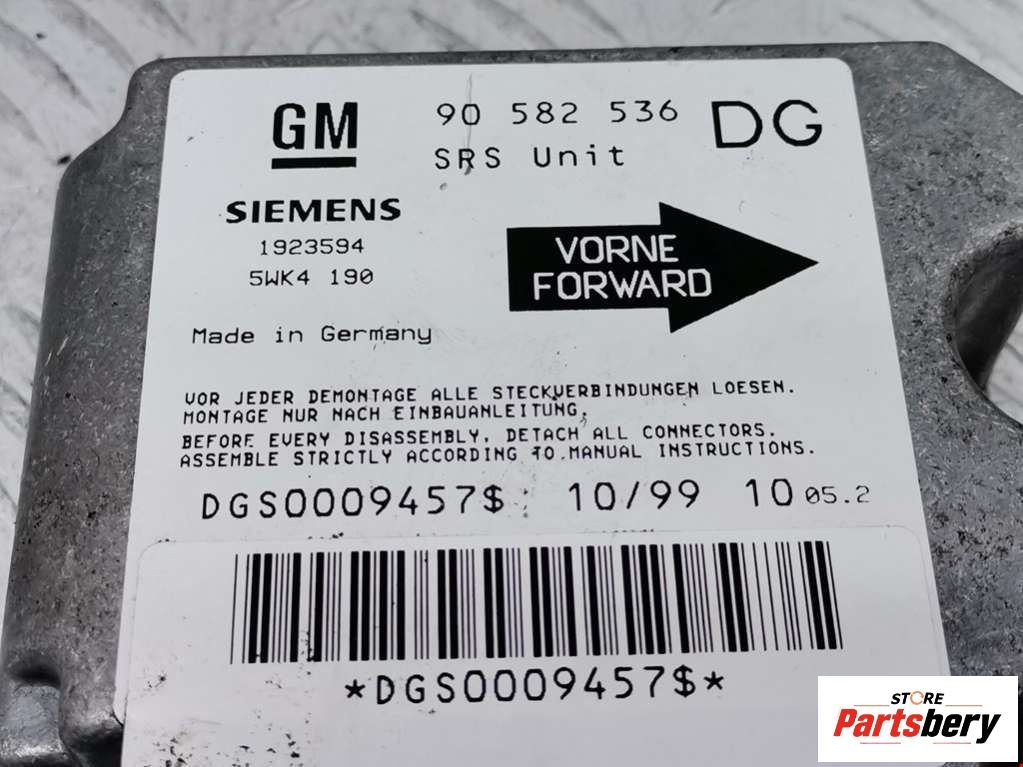 GM 90 582 536 DG
SRS Unit
SIEMENS
1923594
5WK4 190
VORNE
FORWARD
Made in Germany
VOR JEDER DEMONTAGE ALLE STECKVERBINDUNGEN LOESEN.
MONTAGE NUR NACH EINBAUANLEITUNG.
BEFORE EVERY DISASSEMBLY, DETACH ALL CONNECTORS.
ASSEMBLE STRICTLY ACCORDING TO MANUAL INSTRUCTIONS.
DGS0009457$ 10/99 10 05.2
*DGS0009457$*
STORE
Partsbery